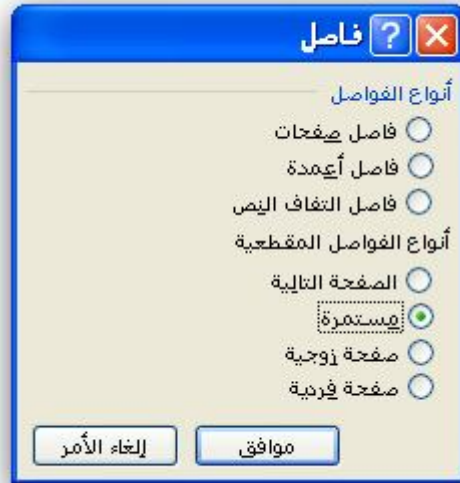 فاصل
أنواع الفواصل
فاصل صفحات
فاصل أعمدة
فاصل التفاف النص
أنواع الفواصل المقطعية
الصفحة التالية
مستمرة
صفحة زوجية
صفحة فردية
موافق إلغاء الأمر